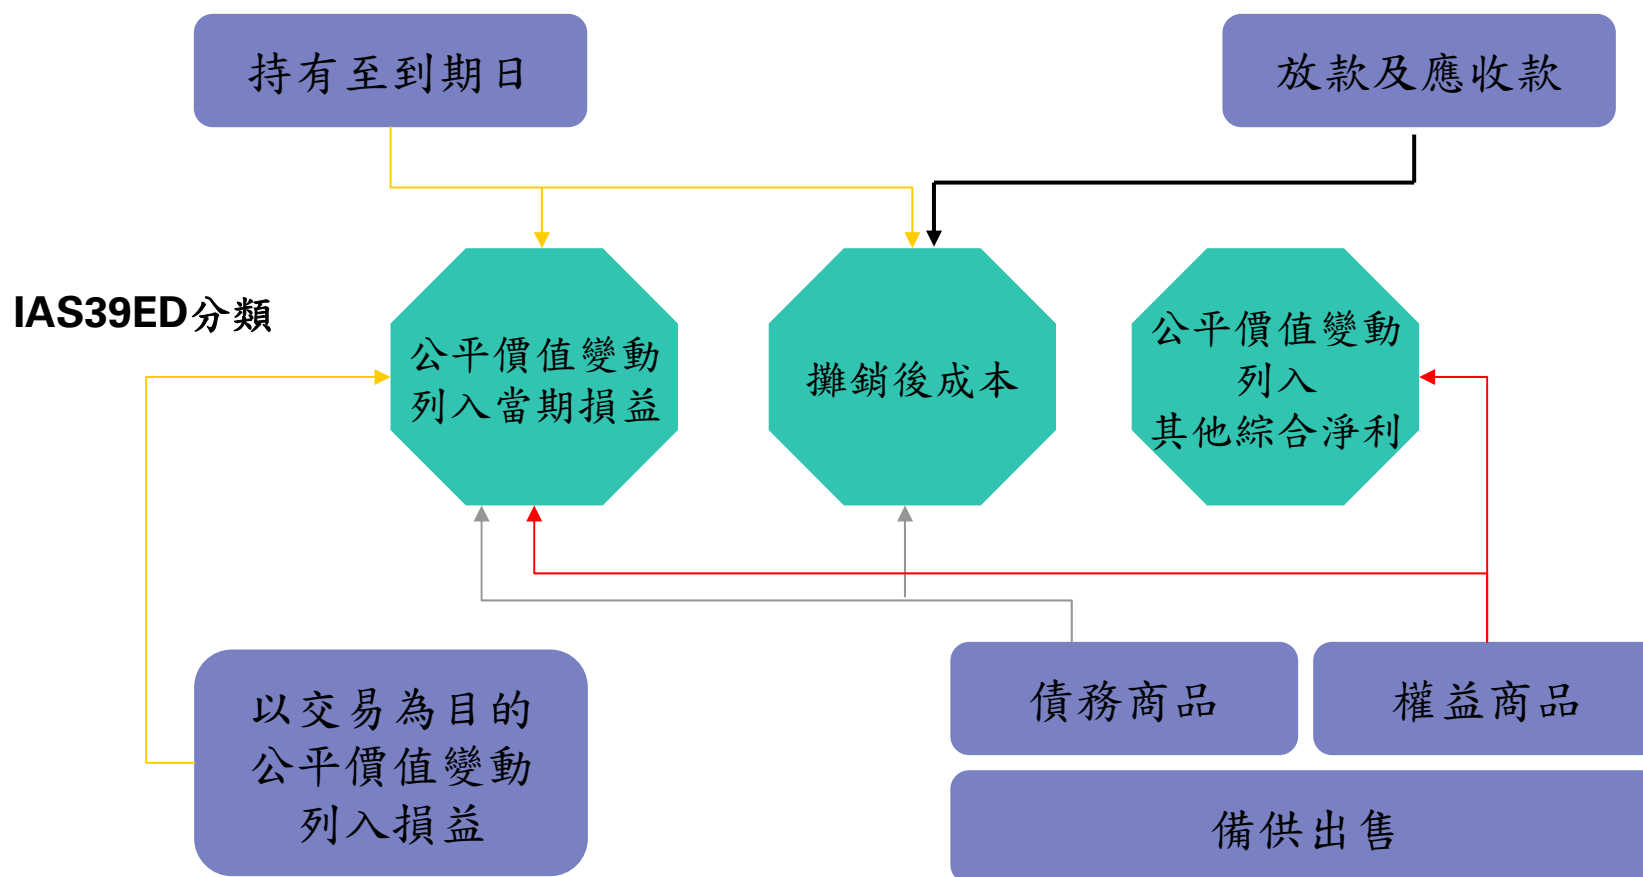 持有至到期日
放款及應收款
IAS39ED分類
公平價值變動
列入當期損益
攤銷後成本
公平價值變動
列入
其他綜合淨利
以交易為目的
公平價值變動
列入損益
債務商品
權益商品
備供出售